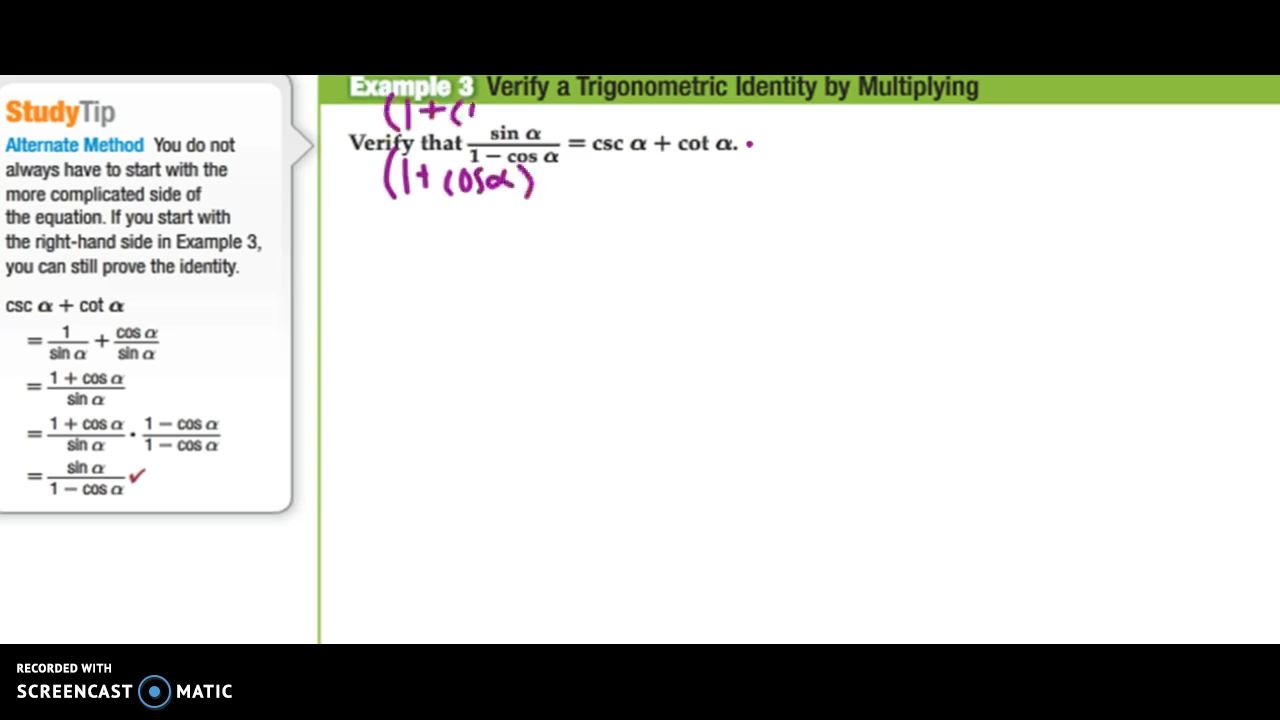 Example 3 Verify a Trigonometric Identity by Multiplying
(1 + (
Verify that sin α / 1 − cos α = csc α + cot α.
(1 + cos α)
StudyTip
Alternate Method You do not
always have to start with the
more complicated side of
the equation. If you start with
the right-hand side in Example 3,
you can still prove the identity.
csc α + cot α
= 1 / sin α + cos α / sin α
= 1 + cos α / sin α
= 1 + cos α / sin α · 1 − cos α / 1 − cos α
= sin α / 1 − cos α ✓
RECORDED WITH
SCREENCAST MATIC